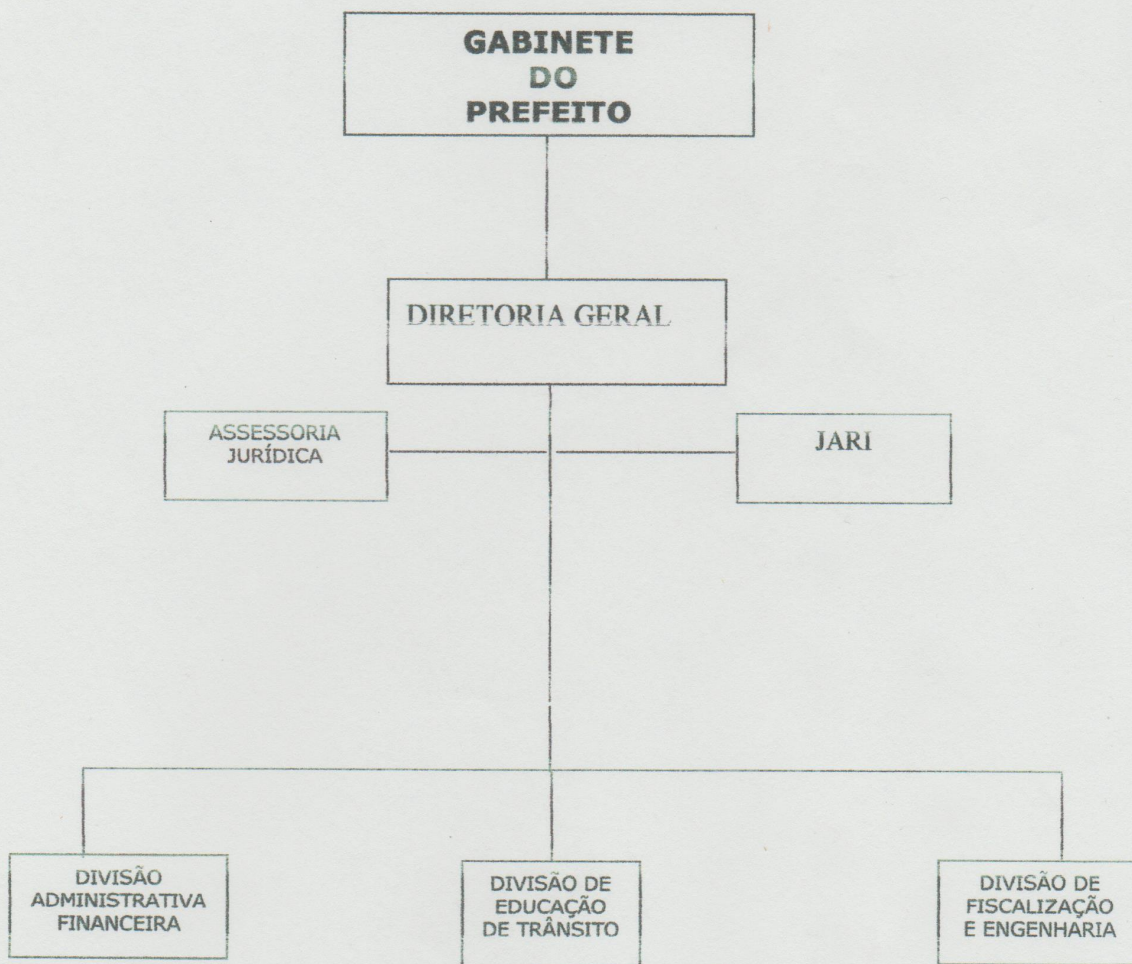 GABINETE
DO
PREFEITO
DIRETORIA GERAL
ASSESSORIA
JURÍDICA
JARI
DIVISÃO
ADMINISTRATIVA
FINANCEIRA
DIVISÃO DE
EDUCAÇÃO
DE TRÂNSITO
DIVISÃO DE
FISCALIZAÇÃO
E ENGENHARIA